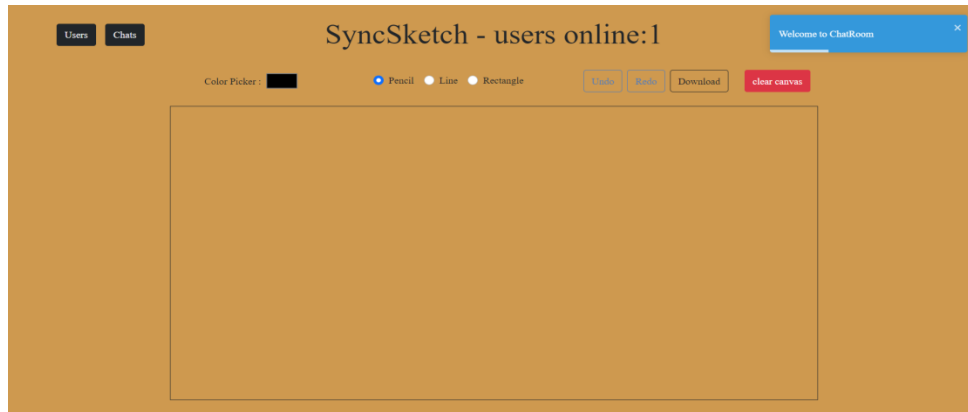 Users Chats
SyncSketch - users online:1
Welcome to ChatRoom ×
Color Picker : Pencil Line Rectangle Undo Redo Download clear canvas